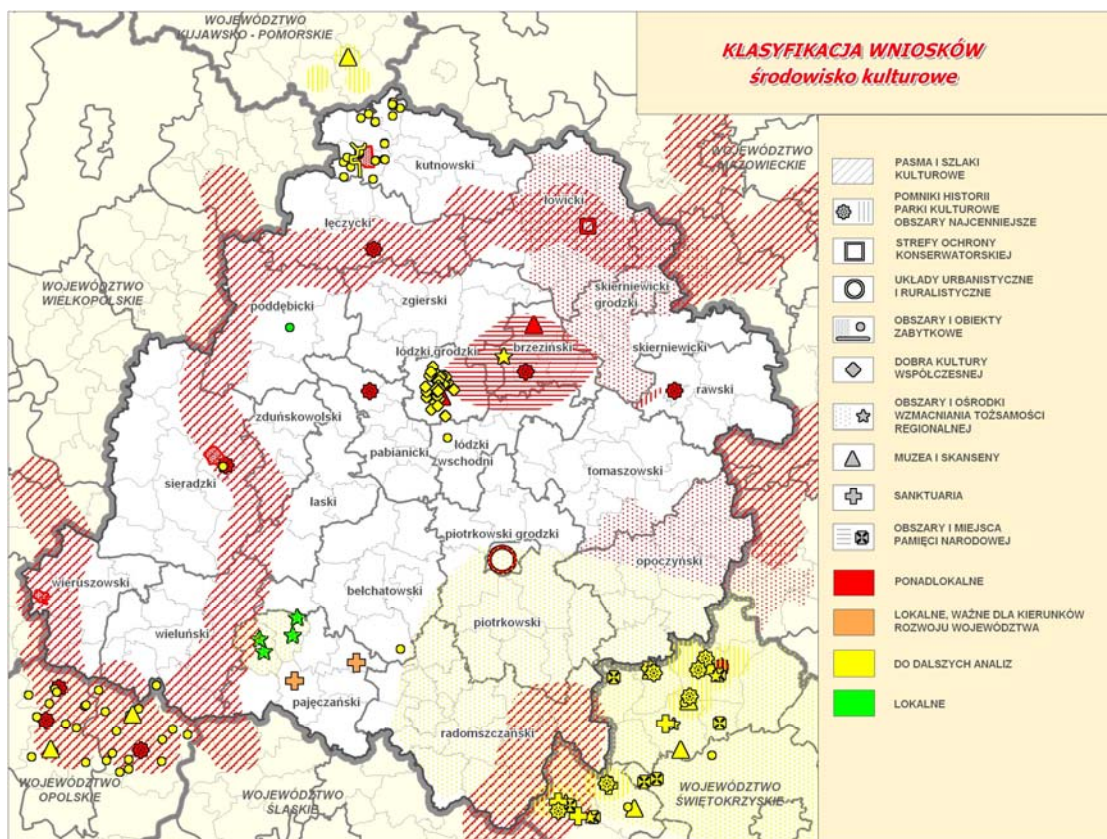 KLASYFIKACJA WNIOSKÓW
środowisko kulturowe
WOJEWÓDZTWO
KUJAWSKO - POMORSKIE
WOJEWÓDZTWO
MAZOWIECKIE
WOJEWÓDZTWO
WIELKOPOLSKIE
WOJEWÓDZTWO
OPOLSKIE
WOJEWÓDZTWO
ŚLĄSKIE
WOJEWÓDZTWO
ŚWIĘTOKRZYSKIE
kutnowski
łęczycki
łowicki
poddębicki
zgierski
skierniewicki
grodzki
łódzki grodzki
brzeziński
skierniewicki
rawski
zduńskowolski
pabianicki
łódzki
wschodni
sieradzki
łaski
tomaszowski
piotrkowski grodzki
opoczyński
wieruszowski
bełchatowski
wieluński
piotrkowski
pajęczański
radomszczański
PASMA I SZLAKI
KULTUROWE
POMNIKI HISTORII
PARKI KULTUROWE
OBSZARY NAJCENNIEJSZE
STREFY OCHRONY
KONSERWATORSKIEJ
UKŁADY URBANISTYCZNE
I RURALISTYCZNE
OBSZARY I OBIEKTY
ZABYTKOWE
DOBRA KULTURY
WSPÓŁCZESNEJ
OBSZARY I OŚRODKI
WZMACNIANIA TOŻSAMOŚCI
REGIONALNEJ
MUZEA I SKANSENY
SANKTUARIA
OBSZARY I MIEJSCA
PAMIĘCI NARODOWEJ
PONADLOKALNE
LOKALNE, WAŻNE DLA KIERUNKÓW
ROZWOJU WOJEWÓDZTWA
DO DALSZYCH ANALIZ
LOKALNE